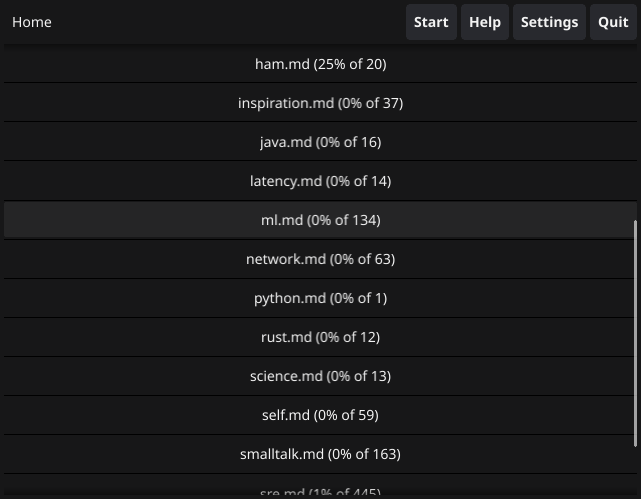 Home Start Help Settings Quit
ham.md (25% of 20)
inspiration.md (0% of 37)
java.md (0% of 16)
latency.md (0% of 14)
ml.md (0% of 134)
network.md (0% of 63)
python.md (0% of 1)
rust.md (0% of 12)
science.md (0% of 13)
self.md (0% of 59)
smalltalk.md (0% of 163)
sre.md (1% of 445)